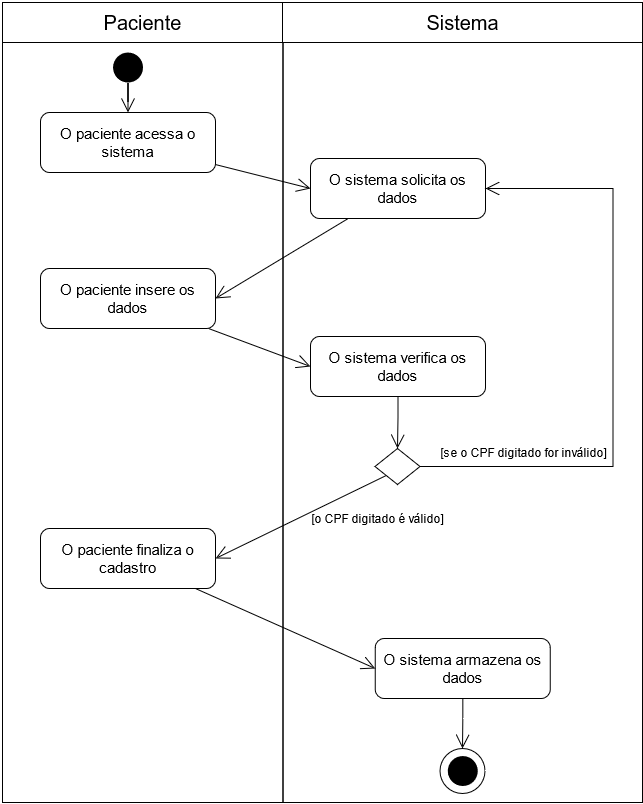 Paciente
Sistema
O paciente acessa o
sistema
O sistema solicita os
dados
O paciente insere os
dados
O sistema verifica os
dados
[se o CPF digitado for inválido]
[o CPF digitado é válido]
O paciente finaliza o
cadastro
O sistema armazena os
dados